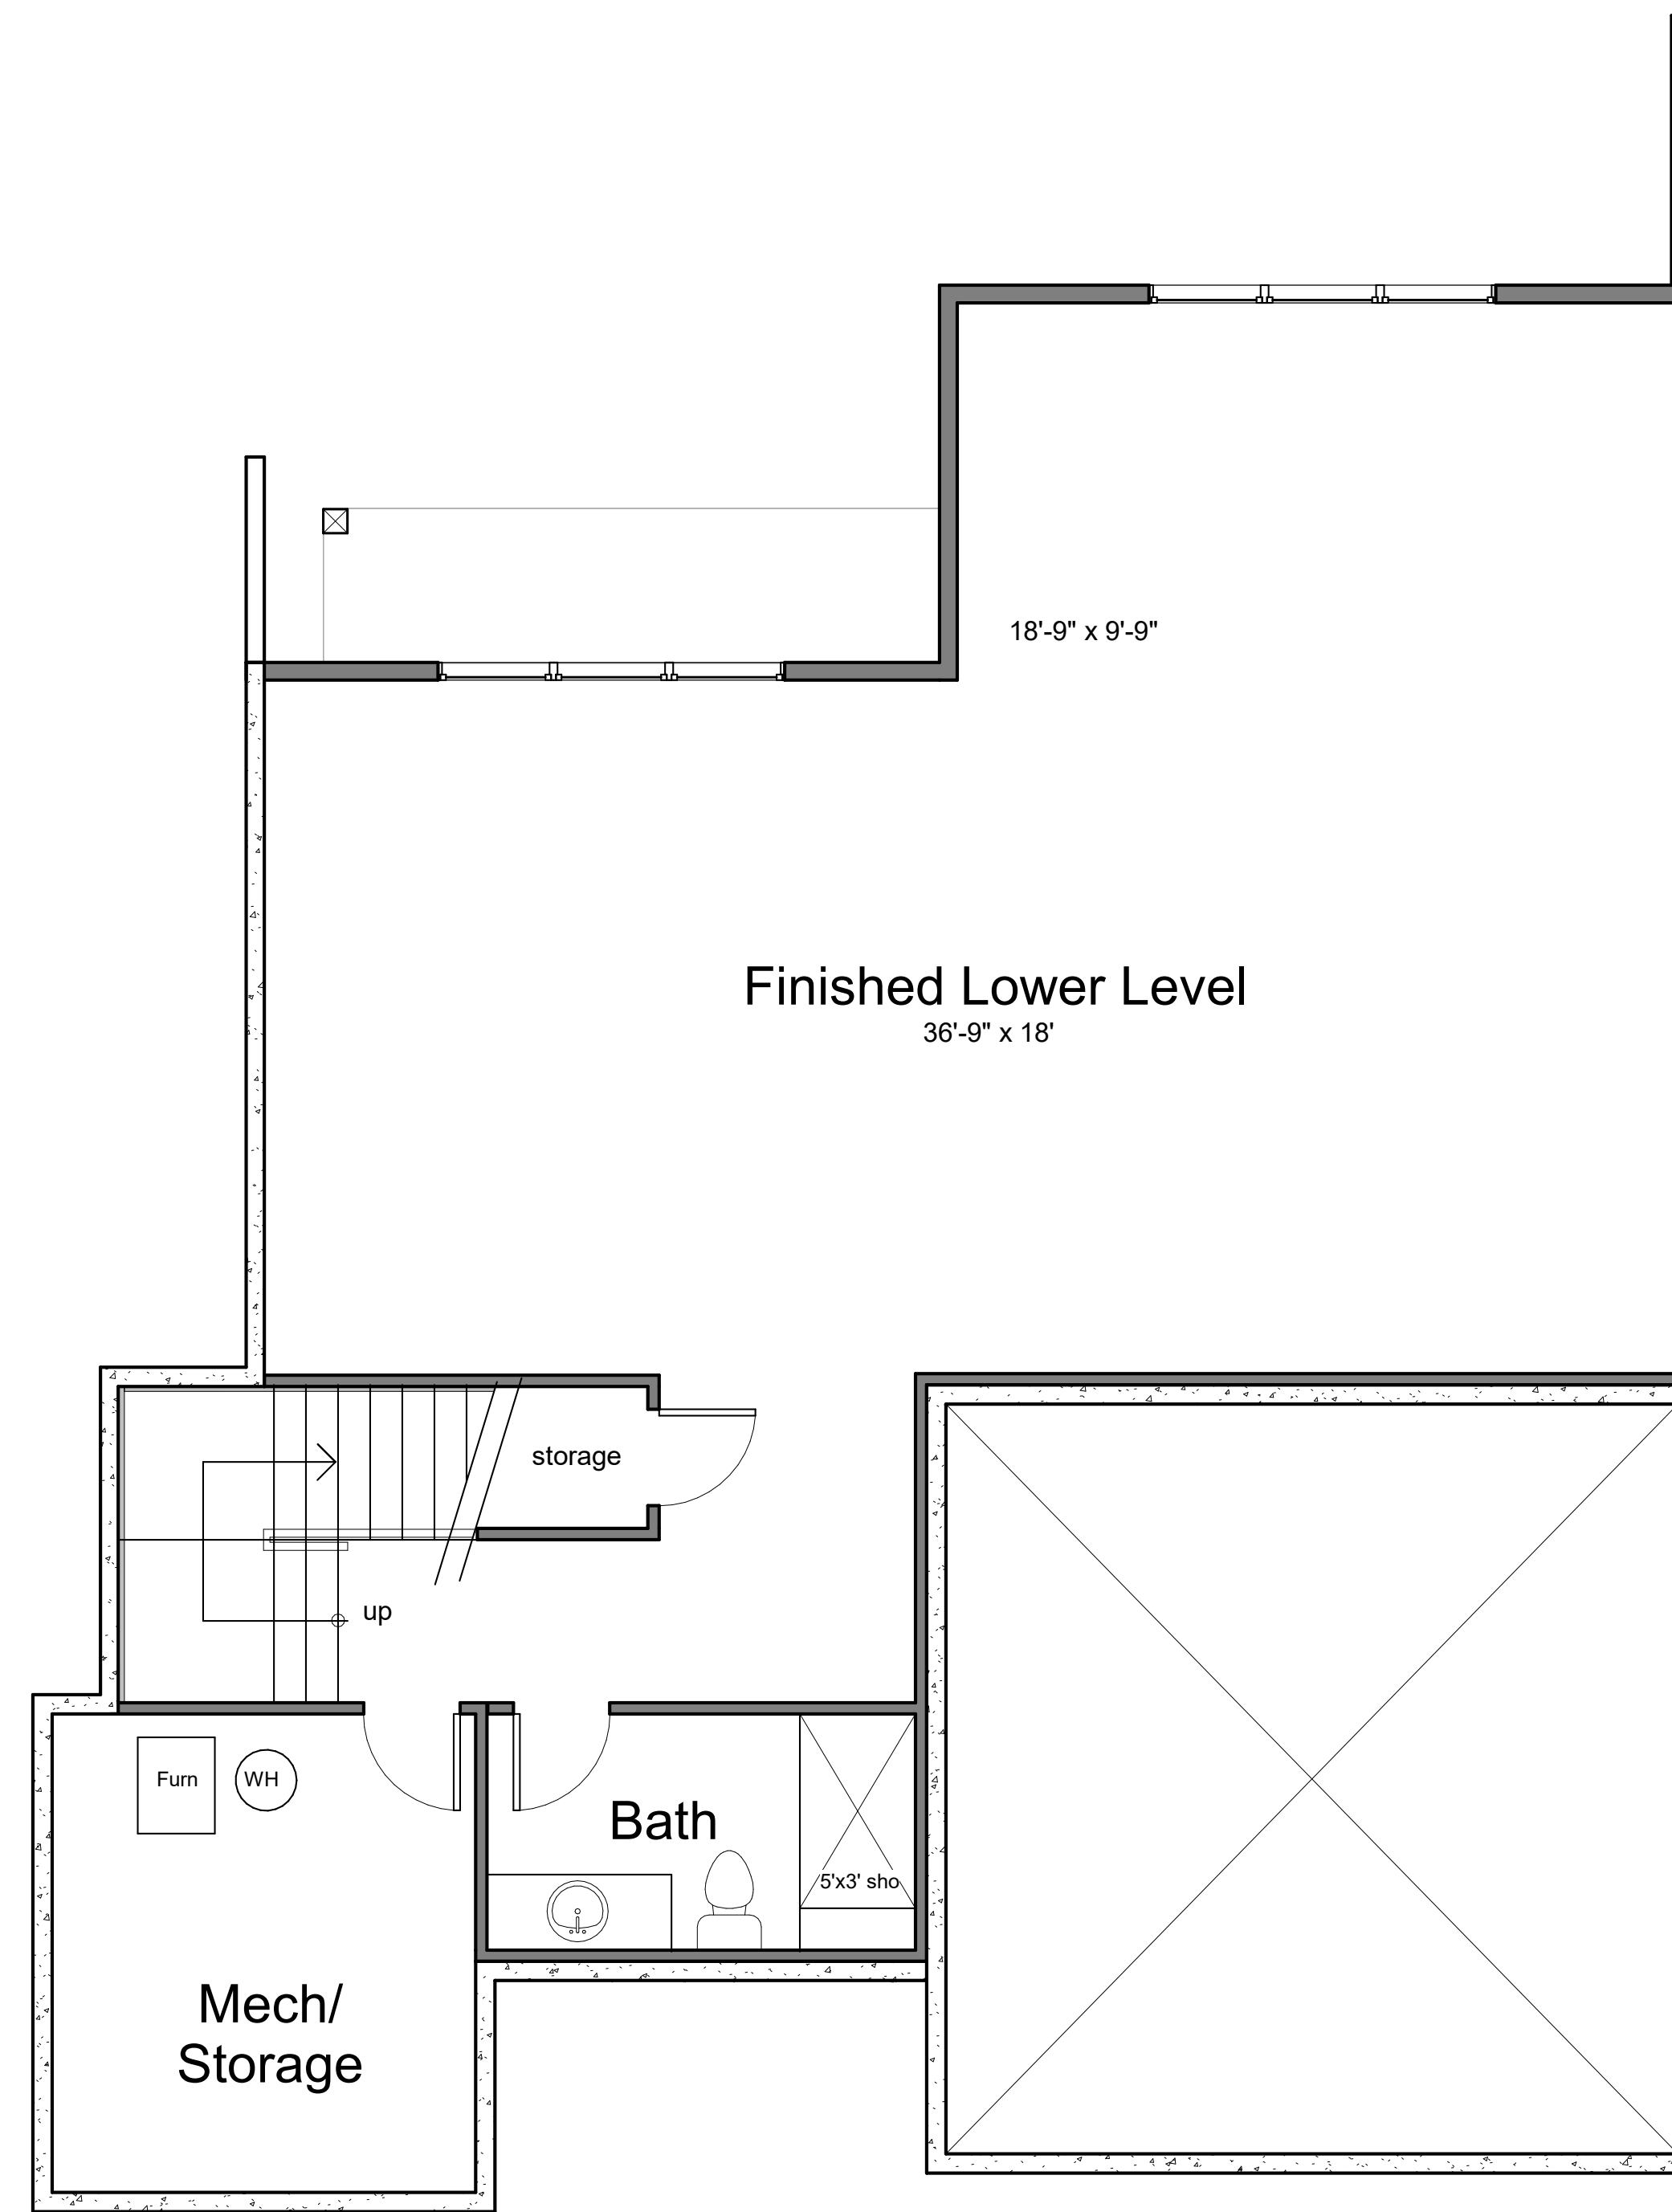 18'-9" x 9'-9"
Finished Lower Level
36'-9" x 18'
storage
up
Furn
WH
Bath
5'x3' sho
Mech/
Storage